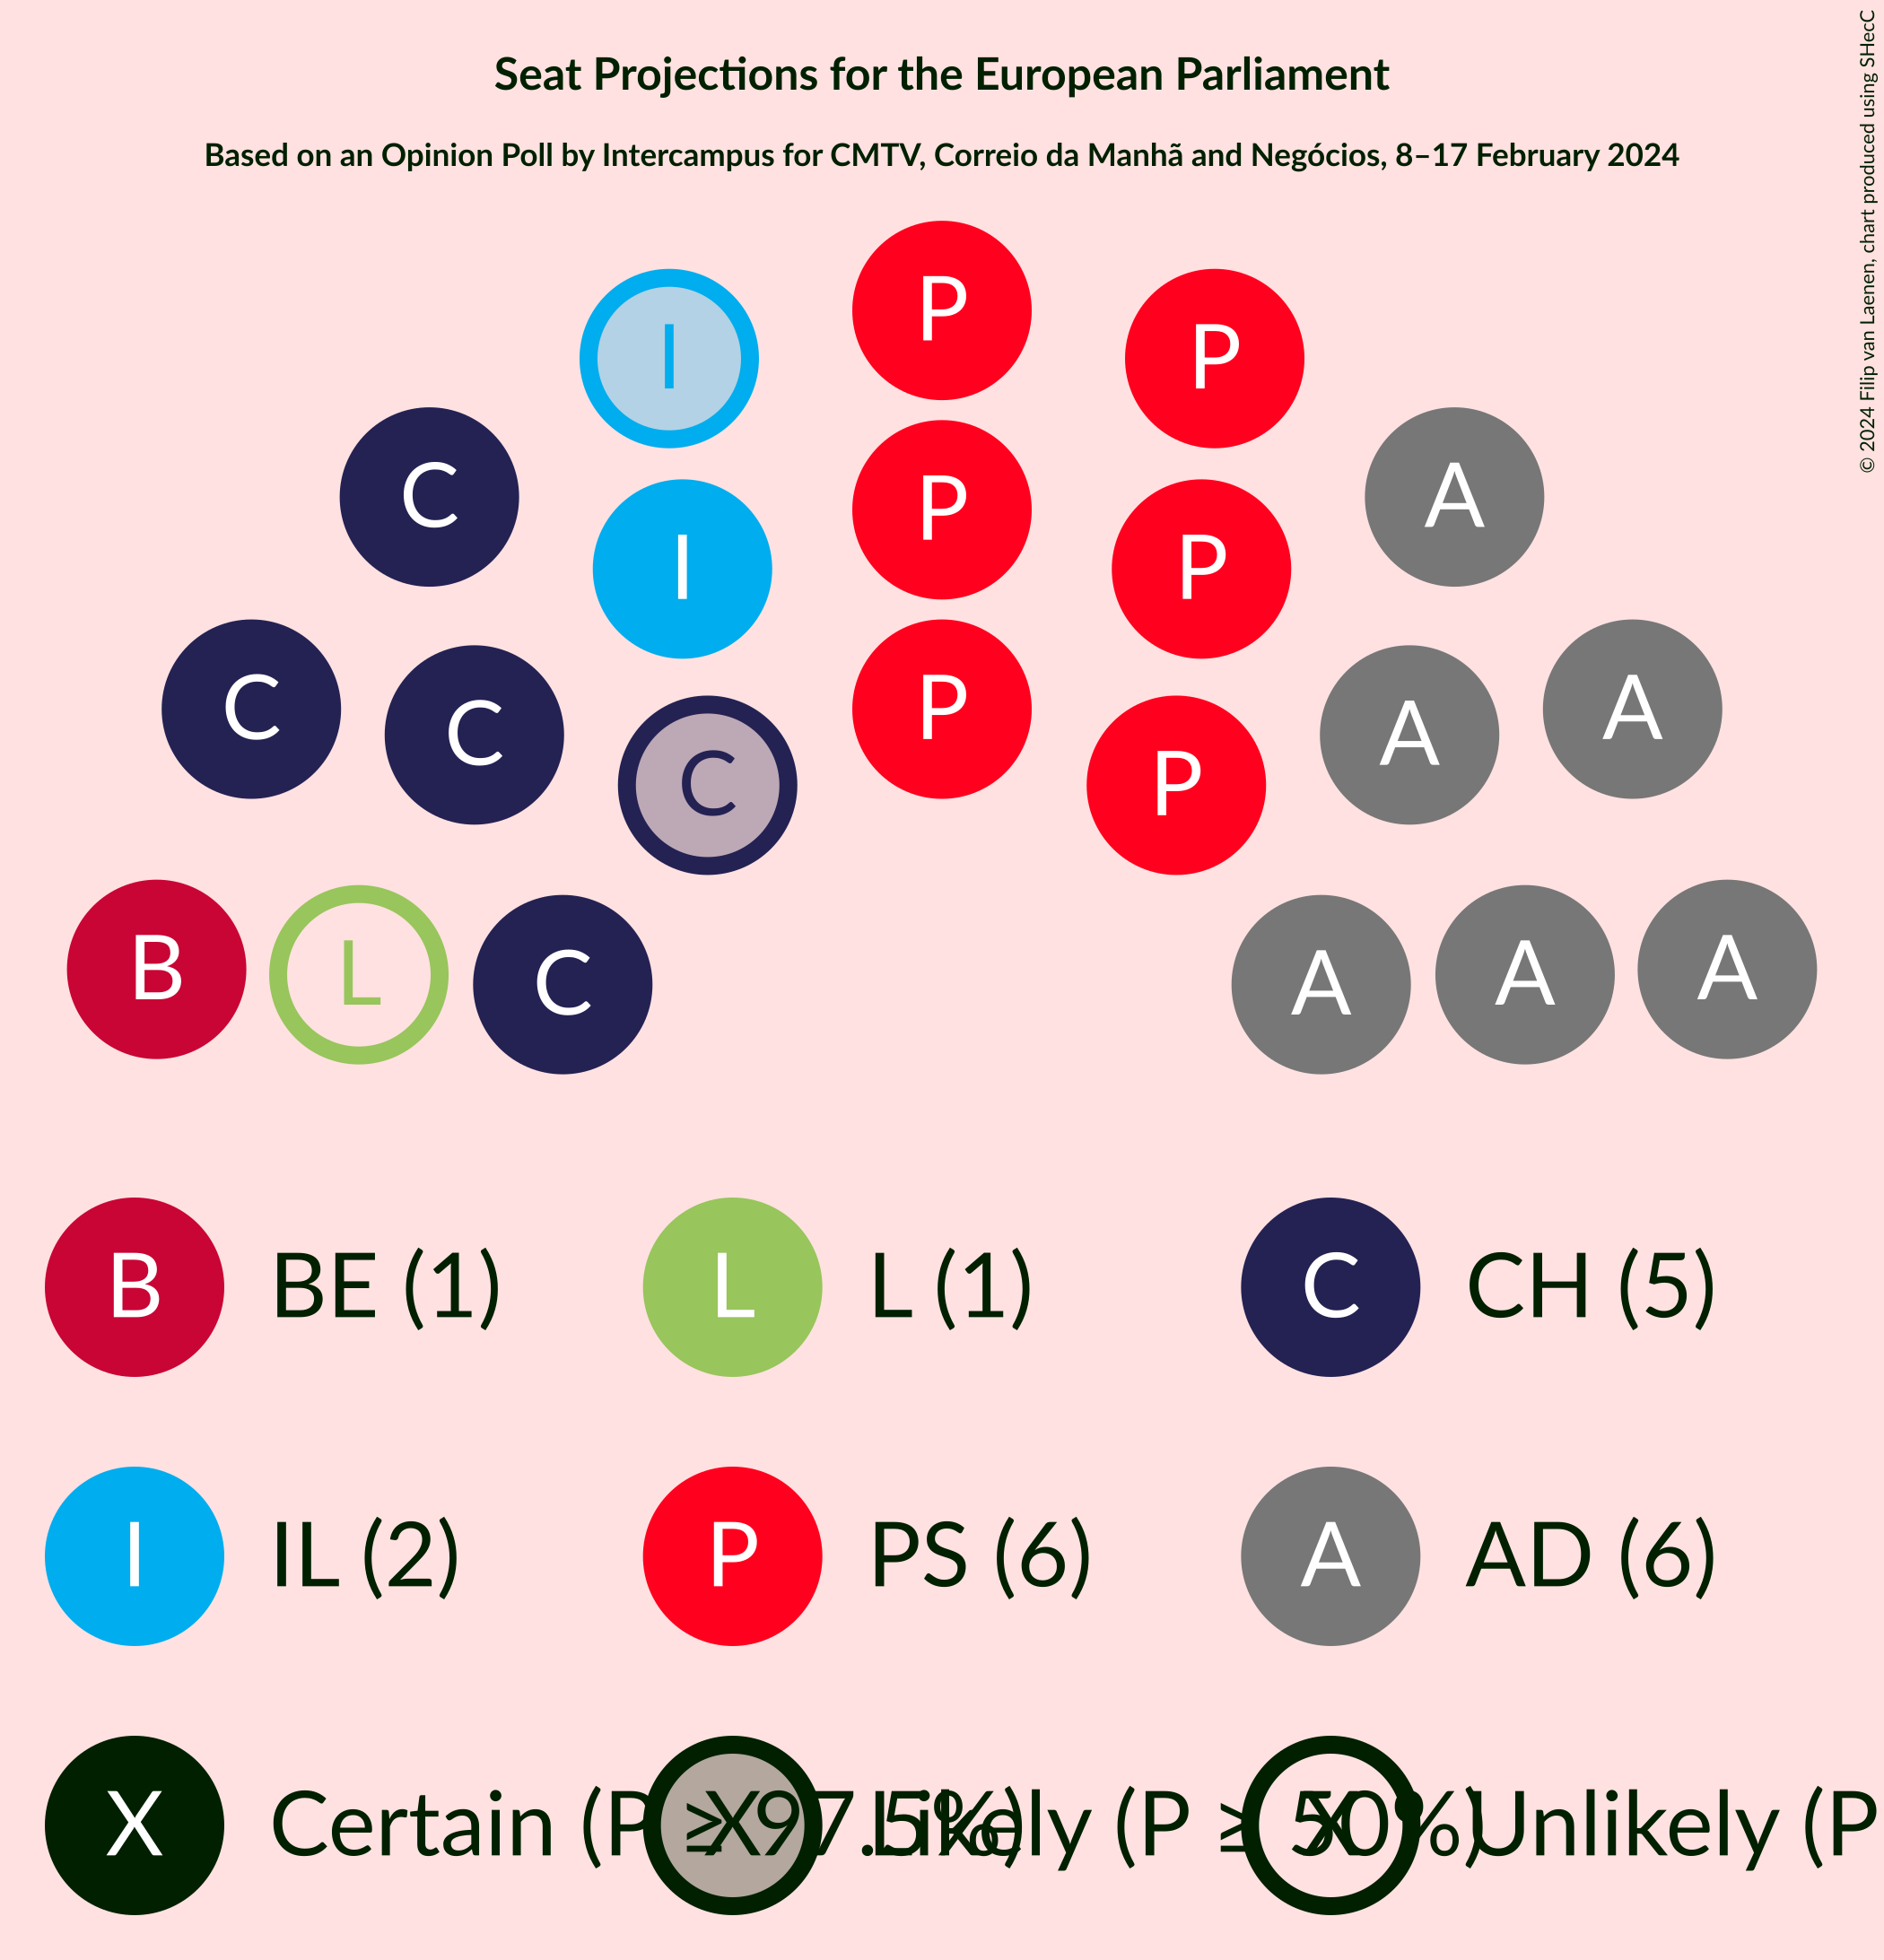 Seat Projections for the European Parliament
Based on an Opinion Poll by Intercampus for CMTV, Correio da Manhã and Negócios, 8–17 February 2024
© 2024 Filip van Laenen, chart produced using SHecC
P
I P
C A
P
I P
C A
P
C A
C P
B A
L A
C A
B BE (1) L L (1) C CH (5)
I IL (2) P PS (6) A AD (6)
X Certain (P ≥ 97.5%) X Likely (P ≥ 50%) X Unlikely (P